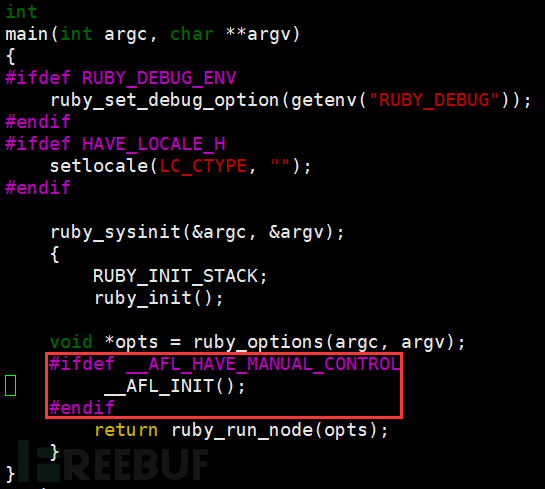 int
main(int argc, char **argv)
{
#ifdef RUBY_DEBUG_ENV
    ruby_set_debug_option(getenv("RUBY_DEBUG"));
#endif
#ifdef HAVE_LOCALE_H
    setlocale(LC_CTYPE, "");
#endif

    ruby_sysinit(&argc, &argv);
    {
        RUBY_INIT_STACK;
        ruby_init();

    void *opts = ruby_options(argc, argv);
    #ifdef __AFL_HAVE_MANUAL_CONTROL
         __AFL_INIT();
    #endif
        return ruby_run_node(opts);
    }
}
FREEBUF